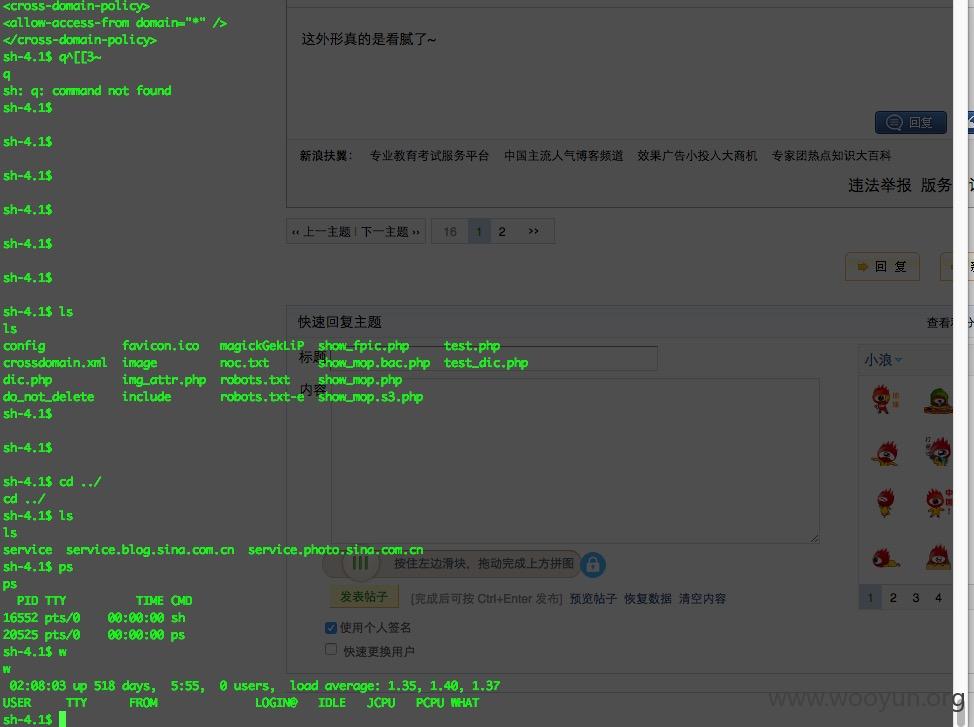 <cross-domain-policy>
<allow-access-from domain="*" />
</cross-domain-policy>
sh-4.1$ q^[[3~
q
sh: q: command not found
sh-4.1$
sh-4.1$
sh-4.1$
sh-4.1$
sh-4.1$
sh-4.1$
sh-4.1$ ls
ls
config favicon.ico magickGekLiP show_fpic.php test.php
crossdomain.xml image noc.txt show_mop.bac.php test_dic.php
dic.php img_attr.php robots.txt show_mop.php
do_not_delete include robots.txt-e show_mop.s3.php
sh-4.1$
sh-4.1$
sh-4.1$ cd ../
cd ../
sh-4.1$ ls
ls
service service.blog.sina.com.cn service.photo.sina.com.cn
sh-4.1$ ps
ps
PID TTY TIME CMD
16552 pts/0 00:00:00 sh
20525 pts/0 00:00:00 ps
sh-4.1$ w
w
02:08:03 up 518 days, 5:55, 0 users, load average: 1.35, 1.40, 1.37
USER TTY FROM LOGIN@ IDLE JCPU PCPU WHAT
sh-4.1$
这外形真的是看腻了~
回复
新浪扶翼： 专业教育考试服务平台 中国主流人气博客频道 效果广告小投入大商机 专家团热点知识大百科
违法举报 版务
‹‹ 上一主题 | 下一主题 ›› 16 1 2 >>
回 复
快速回复主题 查看
标题
内容
小浪
按住左边滑块，拖动完成上方拼图
1 2 3 4
发表帖子 [完成后可按 Ctrl+Enter 发布] 预览帖子 恢复数据 清空内容
使用个人签名
快速更换用户
www.wooyun.org